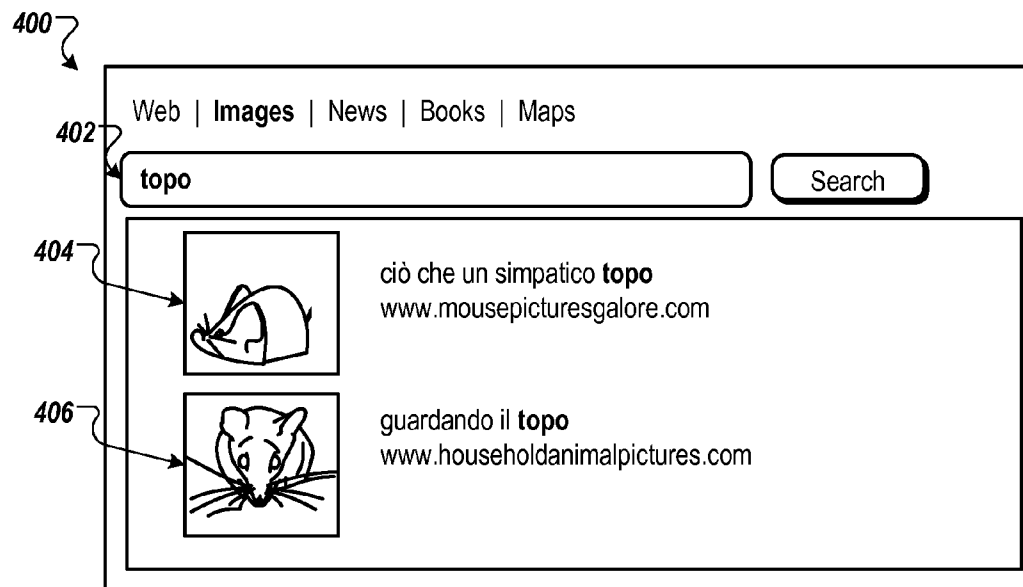 400
Web | Images | News | Books | Maps
402
topo
Search
404
ciò che un simpatico topo
www.mousepicturesgalore.com
406
guardando il topo
www.householdanimalpictures.com